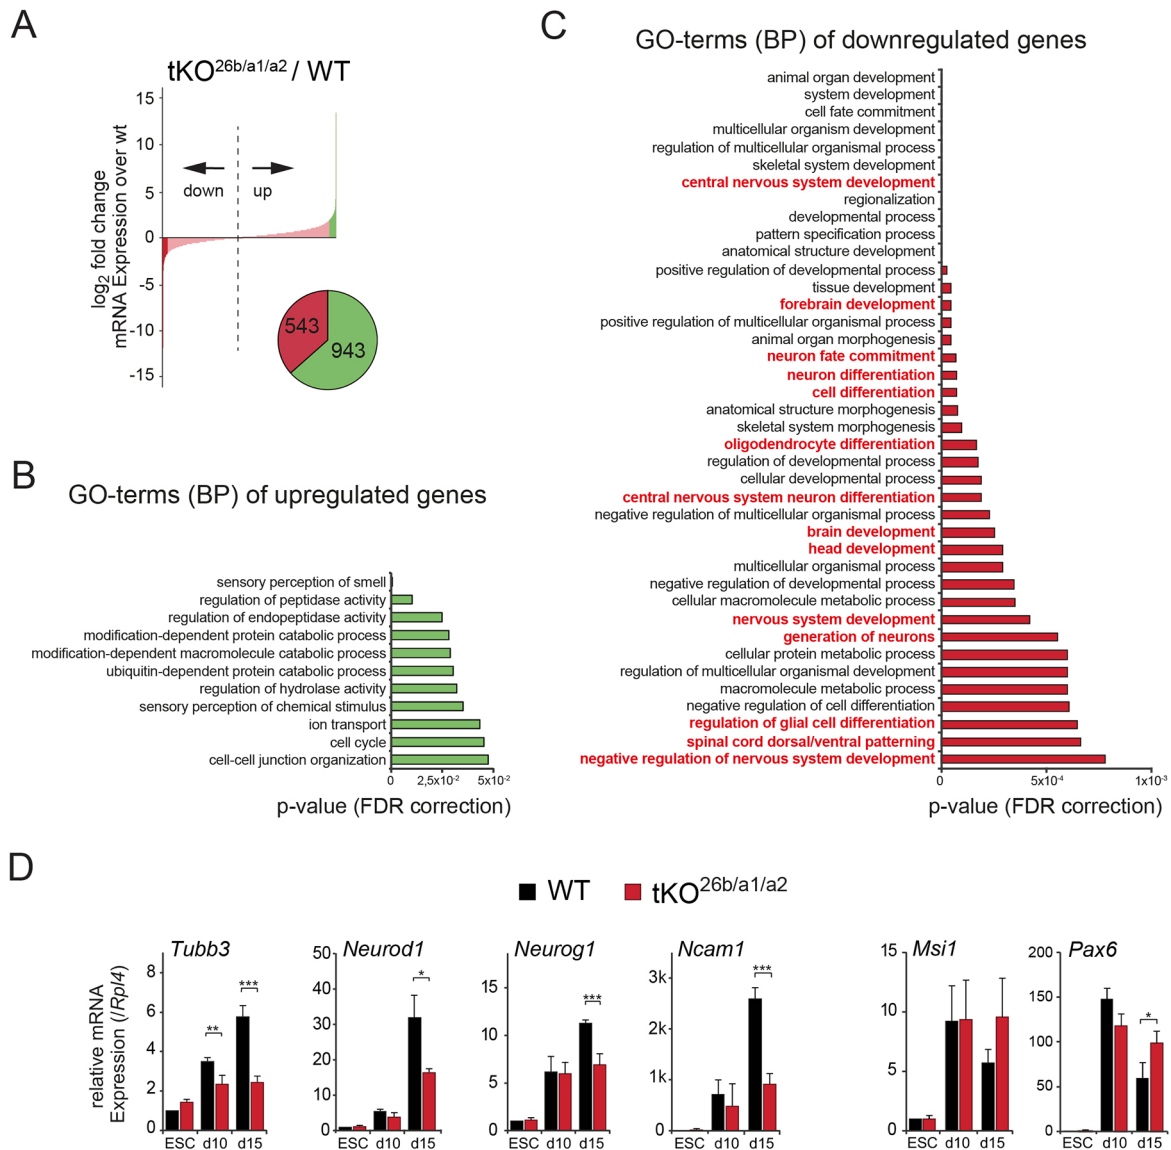 A
tKO26b/a1/a2 / WT
log2 fold change
mRNA Expression over wt
15
10
5
0
-5
-10
-15
down
up
543
943
B
GO-terms (BP) of upregulated genes
sensory perception of smell
regulation of peptidase activity
regulation of endopeptidase activity
modification-dependent protein catabolic process
modification-dependent macromolecule catabolic process
ubiquitin-dependent protein catabolic process
regulation of hydrolase activity
sensory perception of chemical stimulus
ion transport
cell cycle
cell-cell junction organization
0 2,5x10-2 5x10-2
p-value (FDR correction)
C
GO-terms (BP) of downregulated genes
animal organ development
system development
cell fate commitment
multicellular organism development
regulation of multicellular organismal process
skeletal system development
central nervous system development
regionalization
developmental process
pattern specification process
anatomical structure development
positive regulation of developmental process
tissue development
forebrain development
positive regulation of multicellular organismal process
animal organ morphogenesis
neuron fate commitment
neuron differentiation
cell differentiation
anatomical structure morphogenesis
skeletal system morphogenesis
oligodendrocyte differentiation
regulation of developmental process
cellular developmental process
central nervous system neuron differentiation
negative regulation of multicellular organismal process
brain development
head development
multicellular organismal process
negative regulation of developmental process
cellular macromolecule metabolic process
nervous system development
generation of neurons
cellular protein metabolic process
regulation of multicellular organismal development
macromolecule metabolic process
negative regulation of cell differentiation
regulation of glial cell differentiation
spinal cord dorsal/ventral patterning
negative regulation of nervous system development
0 5x10-4 1x10-3
p-value (FDR correction)
D
WT tKO26b/a1/a2
relative mRNA
Expression (/Rpl4)
Tubb3
8
6
4
2
0
**
***
ESC d10 d15
Neurod1
50
40
30
20
10
0
*
ESC d10 d15
Neurog1
15
10
5
0
***
ESC d10 d15
Ncam1
3k
2k
1k
0
***
ESC d10 d15
Msi1
15
10
5
0
ESC d10 d15
Pax6
200
150
100
50
0
*
ESC d10 d15